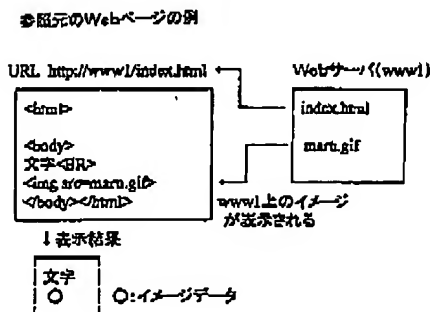 参照元のWebページの例
URL http://www1/index.html
Webサーバ(www1)
<html>
<body>
文字<BR>
<img src=maru.gif>
</body></html>
index.html
maru.gif
www1上のイメージ
が表示される
↓表示結果
文字
○
○:イメージデータ